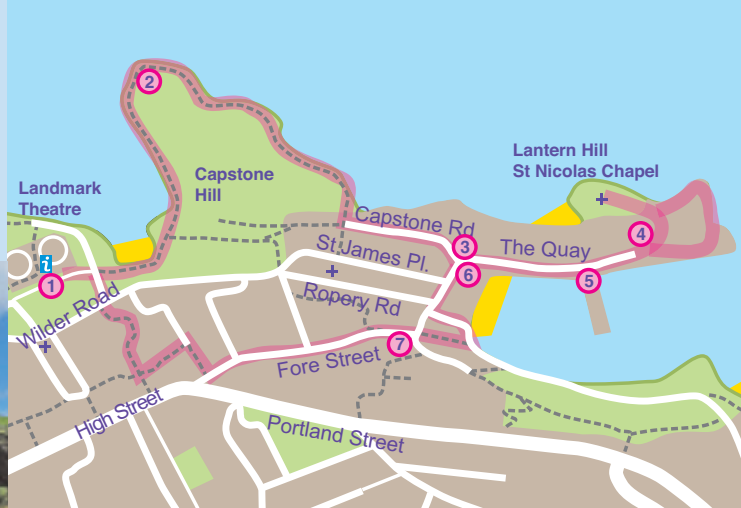 2
Lantern Hill
St Nicolas Chapel
Capstone
Hill
Landmark
Theatre
Capstone Rd
4
3
The Quay
St James Pl.
i
6
5
1
Ropery Rd
Wilder Road
7
Fore Street
High Street
Portland Street